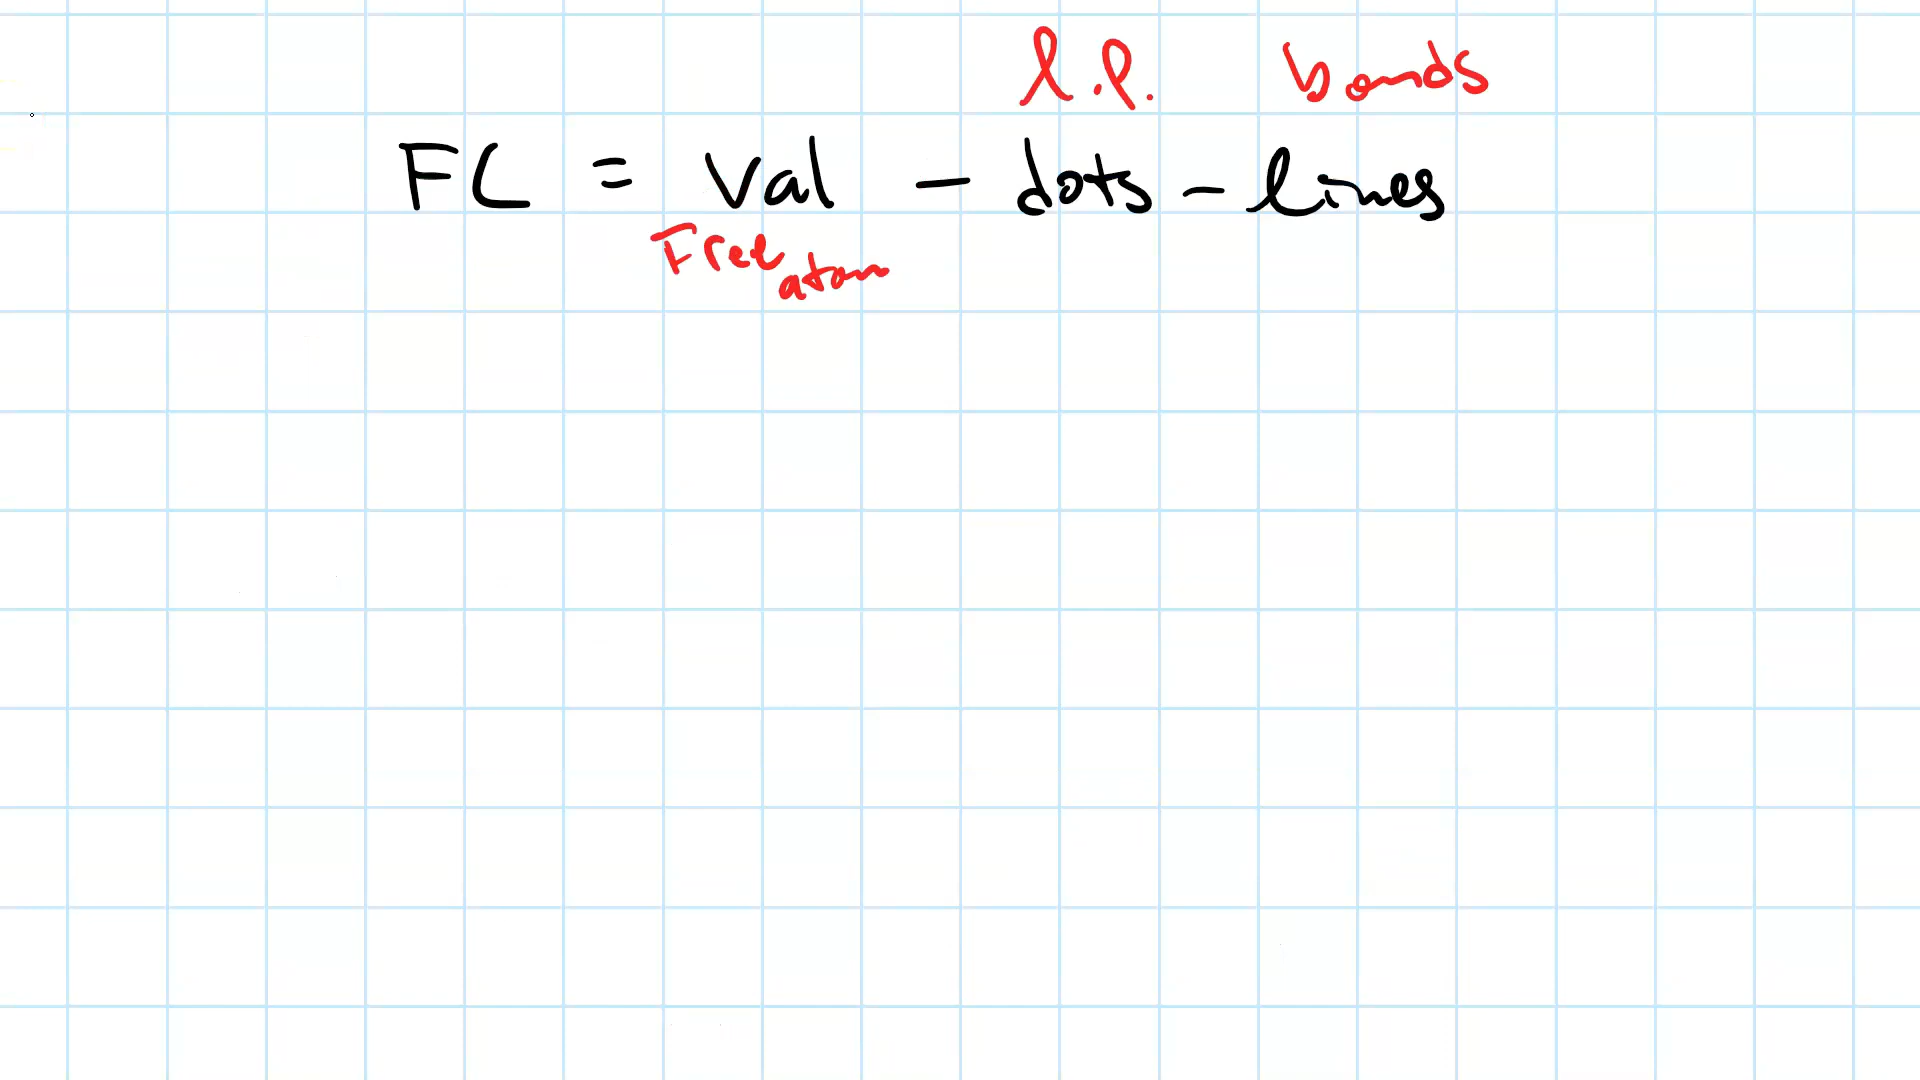 l.p. bonds
FC = Val - dots - lines
Free atom